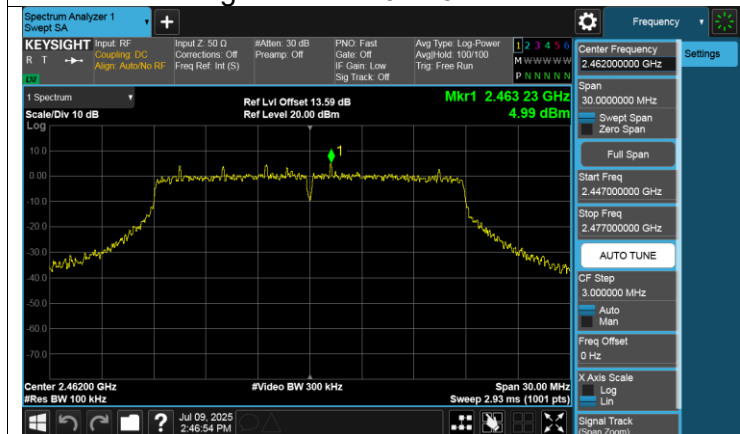 Spectrum Analyzer 1
Swept SA
Frequency
KEYSIGHT
R T
LNI
Input: RF
Coupling: DC
Align: Auto/No RF
Input Z: 50 Ω
Corrections: Off
Freq Ref: Int (S)
#Atten: 30 dB
Preamp: Off
PNO: Fast
Gate: Off
IF Gain: Low
Sig Track: Off
Avg Type: Log-Power
Avg|Hold: 100/100
Trig: Free Run
1 2 3 4 5 6
M W W W W W
P N N N N N
1 Spectrum
Scale/Div 10 dB
Ref Lvl Offset 13.59 dB
Ref Level 20.00 dBm
Mkr1 2.463 23 GHz
4.99 dBm
Log
10.0
0.00
-10.0
-20.0
-30.0
-40.0
-50.0
-60.0
-70.0
1
Center 2.46200 GHz
#Res BW 100 kHz
#Video BW 300 kHz
Span 30.00 MHz
Sweep 2.93 ms (1001 pts)
Jul 09, 2025
2:46:54 PM
Center Frequency
2.462000000 GHz
Settings
Span
30.0000000 MHz
Swept Span
Zero Span
Full Span
Start Freq
2.447000000 GHz
Stop Freq
2.477000000 GHz
AUTO TUNE
CF Step
3.000000 MHz
Auto
Man
Freq Offset
0 Hz
X Axis Scale
Log
Lin
Signal Track
(Span Zoom)